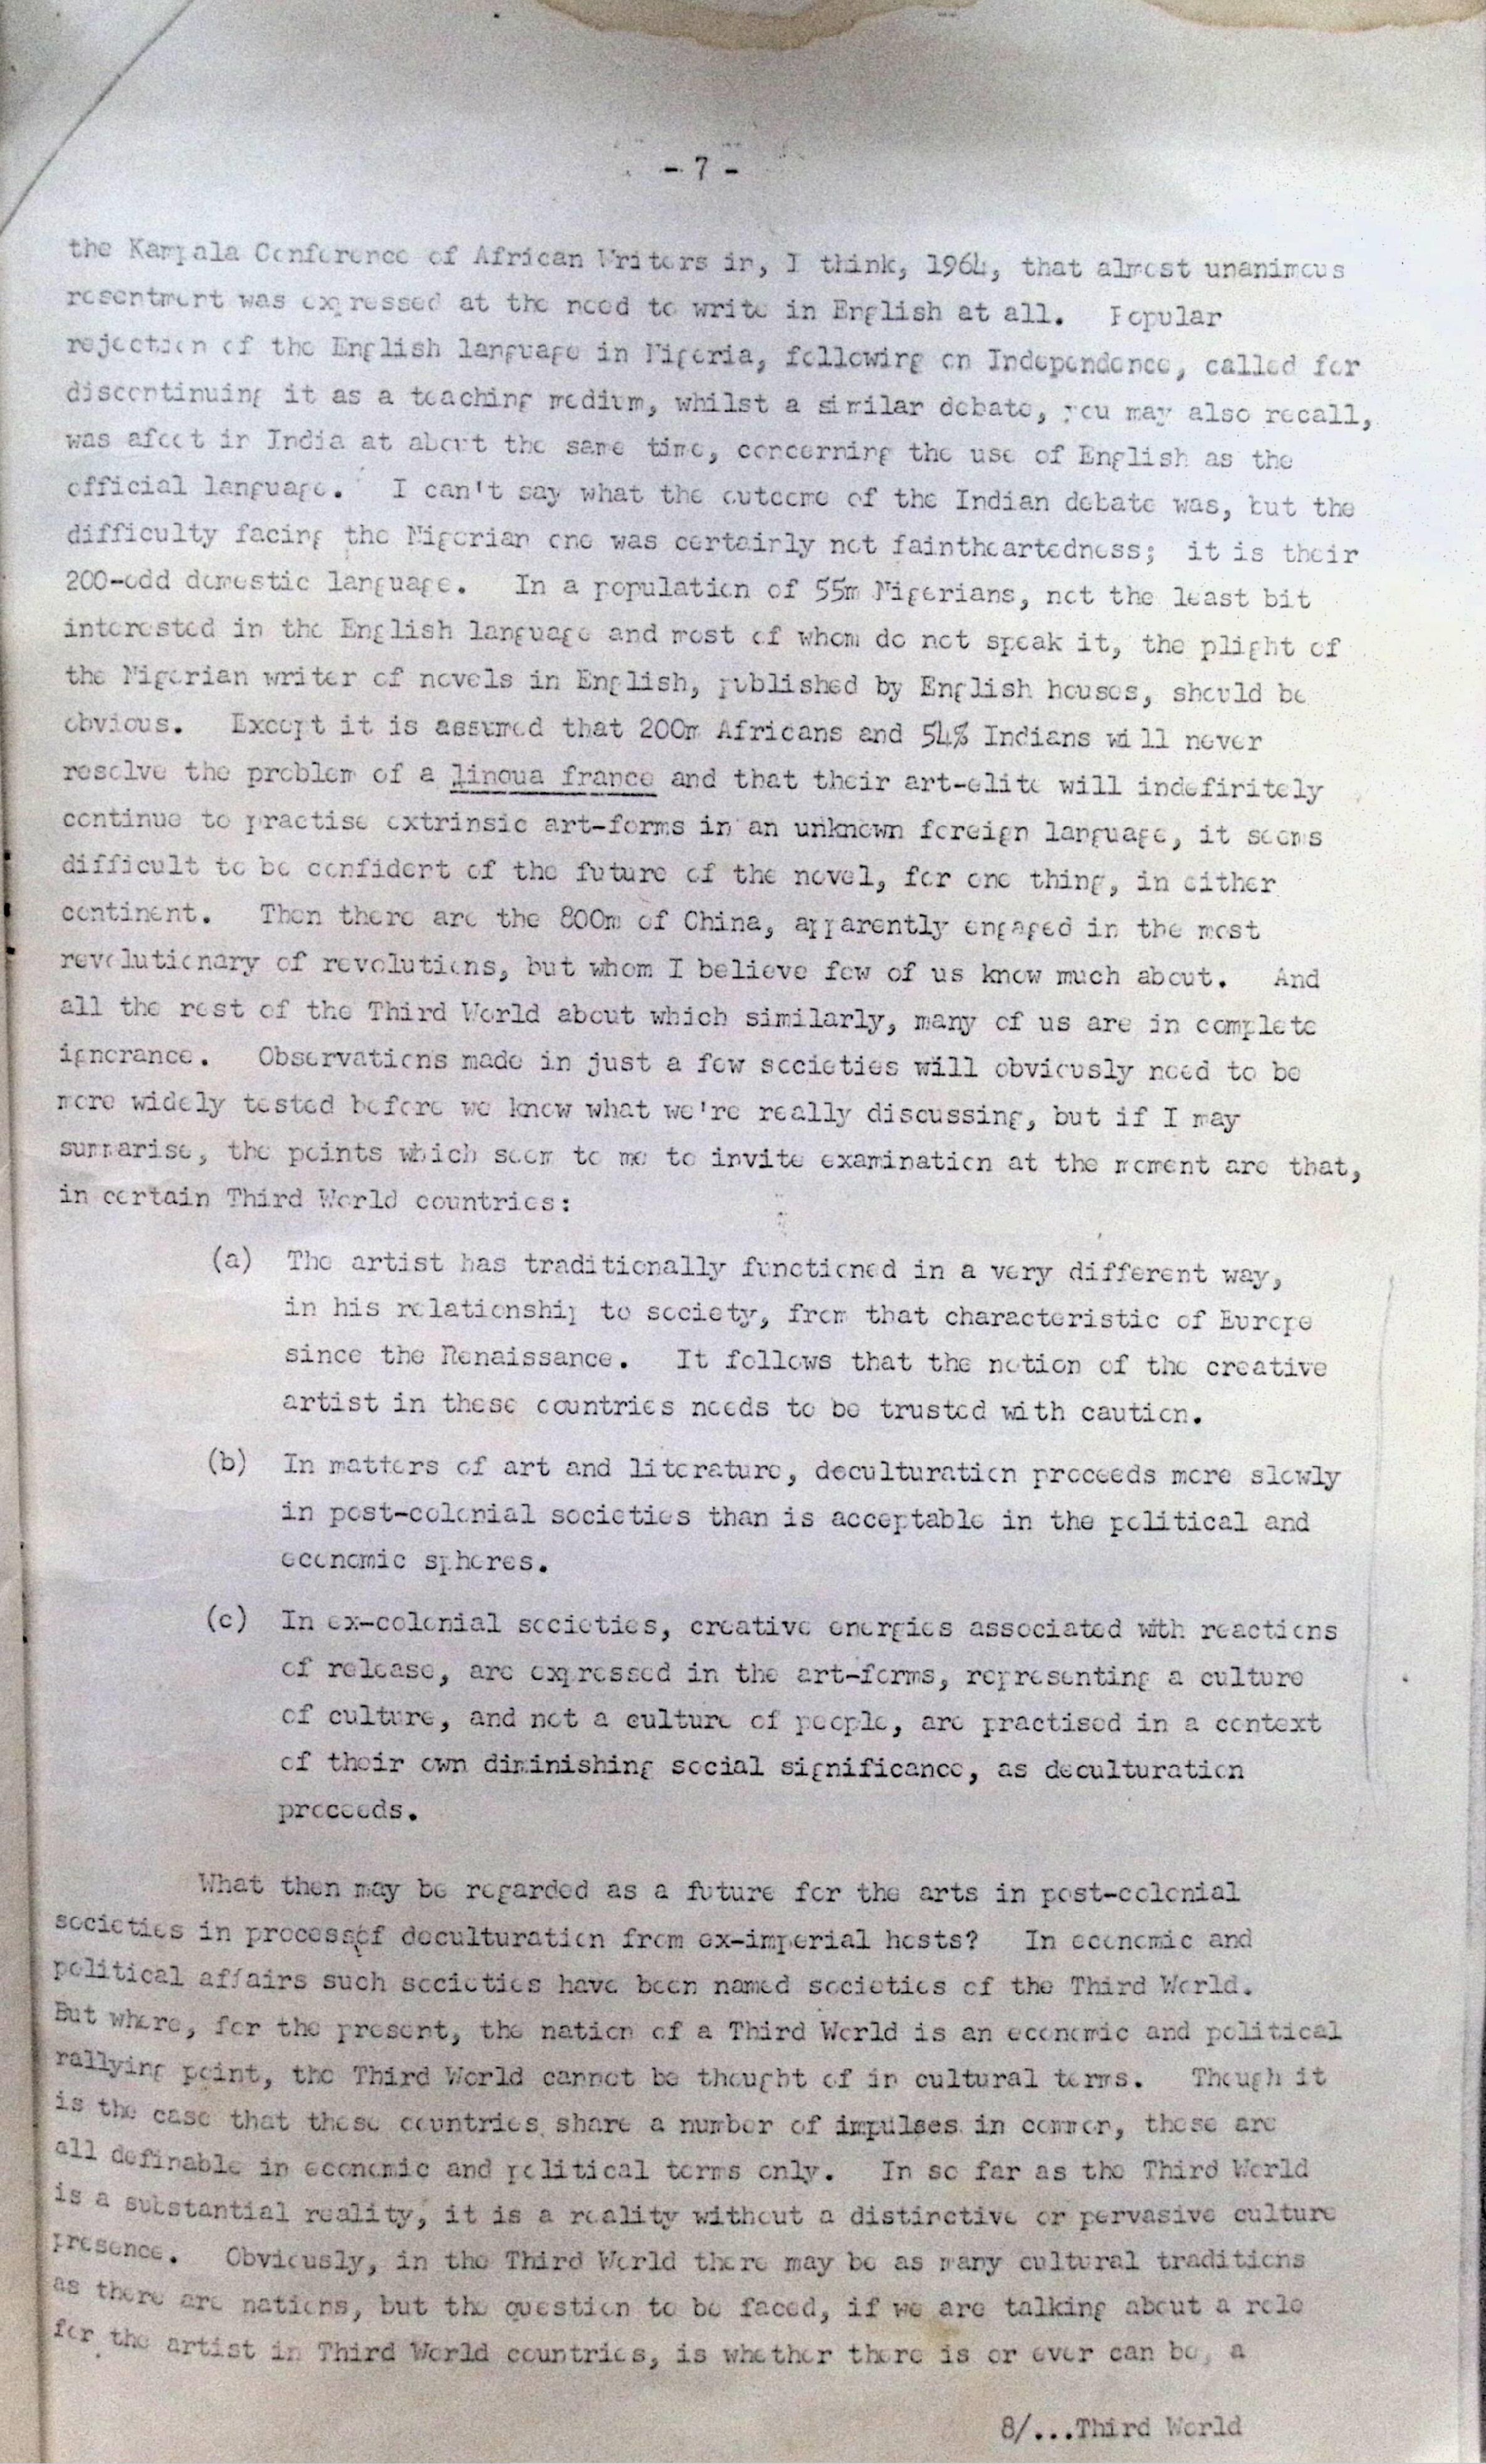 - 7 -
the Kampala Conference of African Writers in, I think, 1964, that almost unanimous
resentment was expressed at the need to write in English at all. Popular
rejection of the English language in Nigeria, following on Independence, called for
discontinuing it as a teaching medium, whilst a similar debate, you may also recall,
was afoot in India at about the same time, concerning the use of English as the
official language. I can't say what the outcome of the Indian debate was, but the
difficulty facing the Nigerian one was certainly not faintheartedness; it is their
200-odd domestic language. In a population of 55m Nigerians, not the least bit
interested in the English language and most of whom do not speak it, the plight of
the Nigerian writer of novels in English, published by English houses, should be
obvious. Except it is assumed that 200m Africans and 54% Indians will never
resolve the problem of a lingua france and that their art-elite will indefinitely
continue to practise extrinsic art-forms in an unknown foreign language, it seems
difficult to be confident of the future of the novel, for one thing, in either
continent. Then there are the 800m of China, apparently engaged in the most
revolutionary of revolutions, but whom I believe few of us know much about. And
all the rest of the Third World about which similarly, many of us are in complete
ignorance. Observations made in just a few societies will obviously need to be
more widely tested before we know what we're really discussing, but if I may
summarise, the points which seem to me to invite examination at the moment are that,
in certain Third World countries:
(a) The artist has traditionally functioned in a very different way,
in his relationship to society, from that characteristic of Europe
since the Renaissance. It follows that the notion of the creative
artist in these countries needs to be trusted with caution.
(b) In matters of art and literature, deculturation proceeds more slowly
in post-colonial societies than is acceptable in the political and
economic spheres.
(c) In ex-colonial societies, creative energies associated with reactions
of release, are expressed in the art-forms, representing a culture
of culture, and not a culture of people, are practised in a context
of their own diminishing social significance, as deculturation
proceeds.
What then may be regarded as a future for the arts in post-colonial
societies in process of deculturation from ex-imperial hosts? In economic and
political affairs such societies have been named societies of the Third World.
But where, for the present, the nation of a Third World is an economic and political
rallying point, the Third World cannot be thought of in cultural terms. Though it
is the case that these countries share a number of impulses in common, these are
all definable in economic and political terms only. In so far as the Third World
is a substantial reality, it is a reality without a distinctive or pervasive culture
presence. Obviously, in the Third World there may be as many cultural traditions
as there are nations, but the question to be faced, if we are talking about a role
for the artist in Third World countries, is whether there is or ever can be, a
8/...Third World